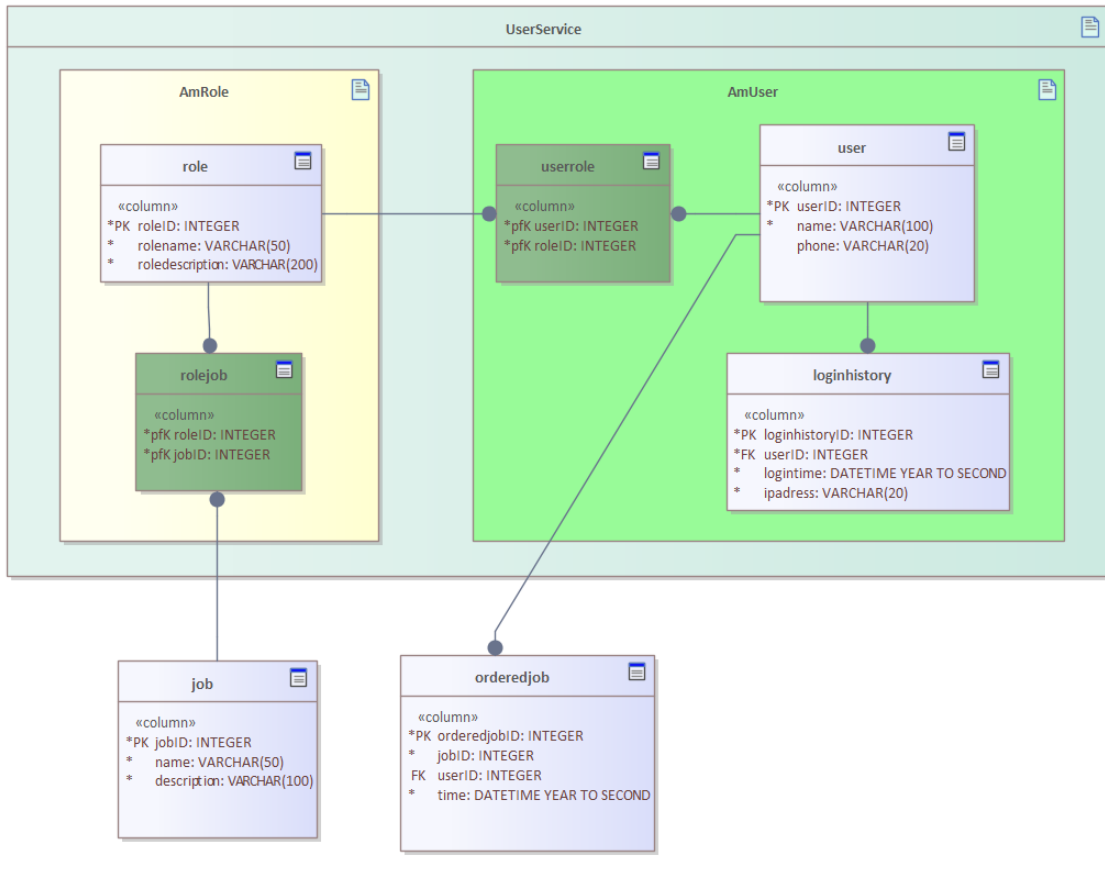 UserService
AmRole
role
«column»
*PK roleID: INTEGER
* rolename: VARCHAR(50)
* roledescription: VARCHAR(200)
rolejob
«column»
*pfK roleID: INTEGER
*pfK jobID: INTEGER
AmUser
userrole
«column»
*pfK userID: INTEGER
*pfK roleID: INTEGER
user
«column»
*PK userID: INTEGER
* name: VARCHAR(100)
phone: VARCHAR(20)
loginhistory
«column»
*PK loginhistoryID: INTEGER
*FK userID: INTEGER
* logintime: DATETIME YEAR TO SECOND
* ipadress: VARCHAR(20)
job
«column»
*PK jobID: INTEGER
* name: VARCHAR(50)
* description: VARCHAR(100)
orderedjob
«column»
*PK orderedjobID: INTEGER
* jobID: INTEGER
FK userID: INTEGER
* time: DATETIME YEAR TO SECOND